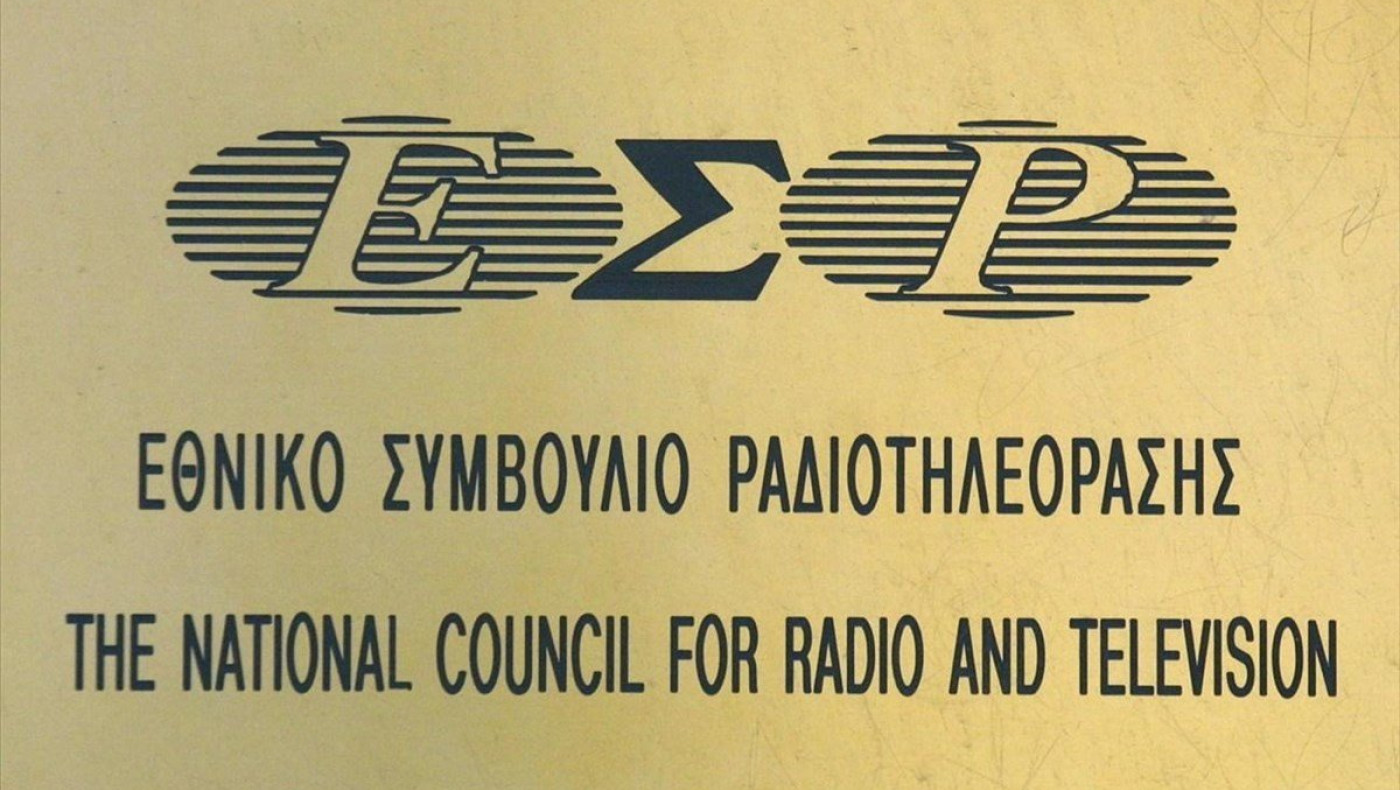 ΕΣΡ
ΕΘΝΙΚΟ ΣΥΜΒΟΥΛΙΟ ΡΑΔΙΟΤΗΛΕΟΡΑΣΗΣ
THE NATIONAL COUNCIL FOR RADIO AND TELEVISION